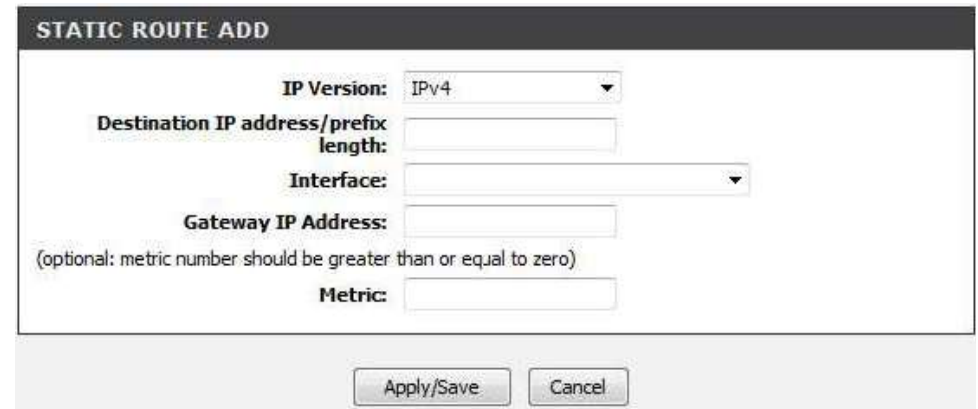 STATIC ROUTE ADD
IP Version: IPv4
Destination IP address/prefix
length:
Interface:
Gateway IP Address:
(optional: metric number should be greater than or equal to zero)
Metric:
Apply/Save Cancel